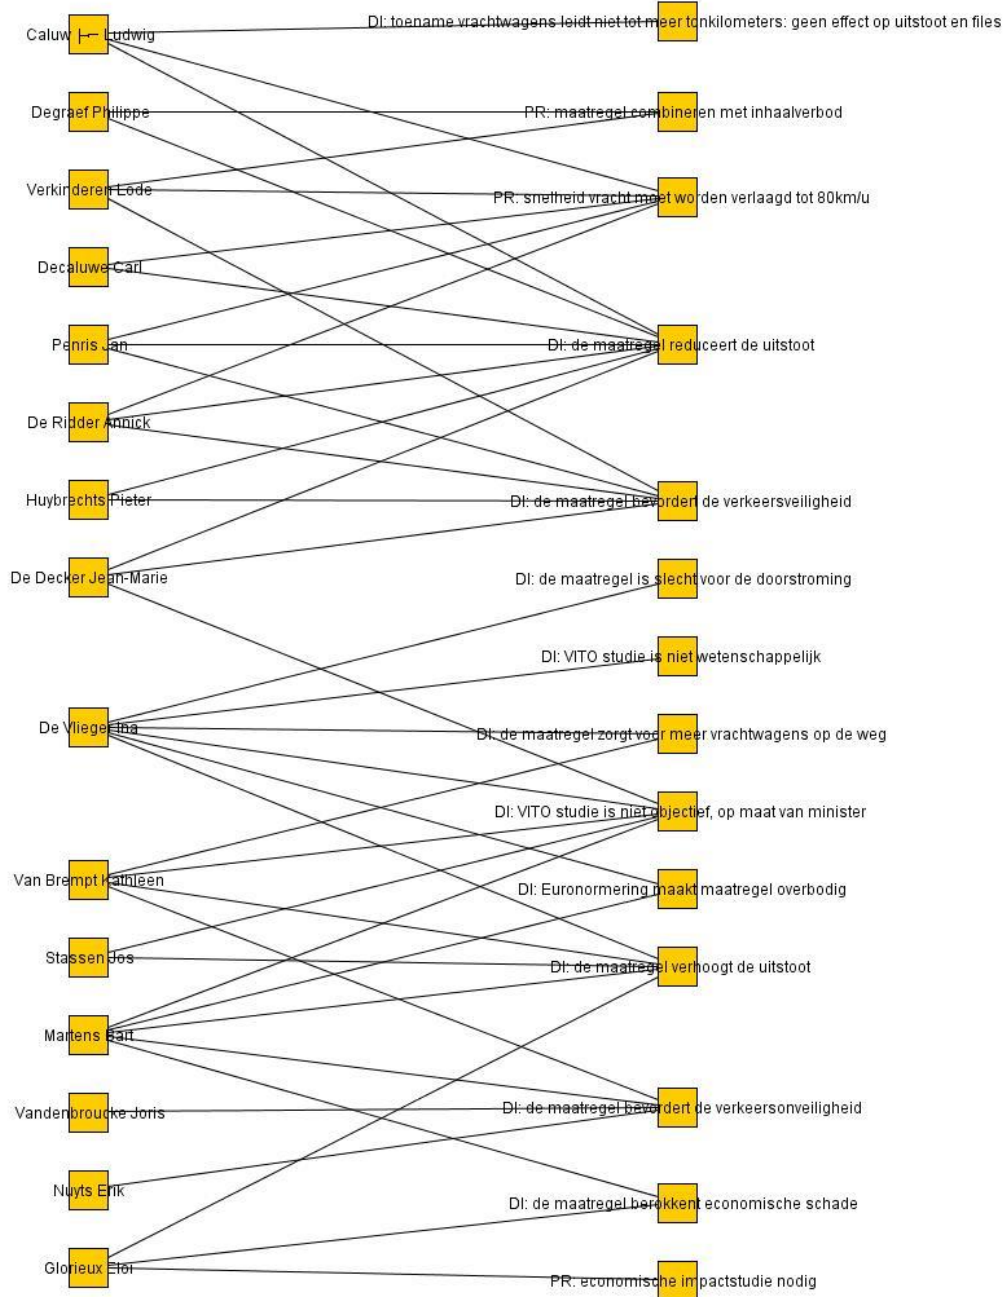 DI: toename vrachtwagens leidt niet tot meer tonkilometers: geen effect op uitstoot en files
Caluw Ludwig
Degraef Philippe
PR: maatregel combineren met inhaalverbod
Verkinderen Lode
PR: snelheid vracht moet worden verlaagd tot 80km/u
Decaluwe Carl
Penris Jan
DI: de maatregel reduceert de uitstoot
De Ridder Annick
Huybrechts Pieter
DI: de maatregel bevordert de verkeersveiligheid
De Decker Jean-Marie
DI: de maatregel is slecht voor de doorstroming
DI: VITO studie is niet wetenschappelijk
De Vlieger Ina
DI: de maatregel zorgt voor meer vrachtwagens op de weg
DI: VITO studie is niet objectief, op maat van minister
Van Brempt Kathleen
DI: Euronormering maakt maatregel overbodig
Stassen Jos
DI: de maatregel verhoogt de uitstoot
Martens Bart
Vandenbroucke Joris
DI: de maatregel bevordert de verkeersonveiligheid
Nuyts Erik
DI: de maatregel berokkent economische schade
Glorieux Eloi
PR: economische impactstudie nodig